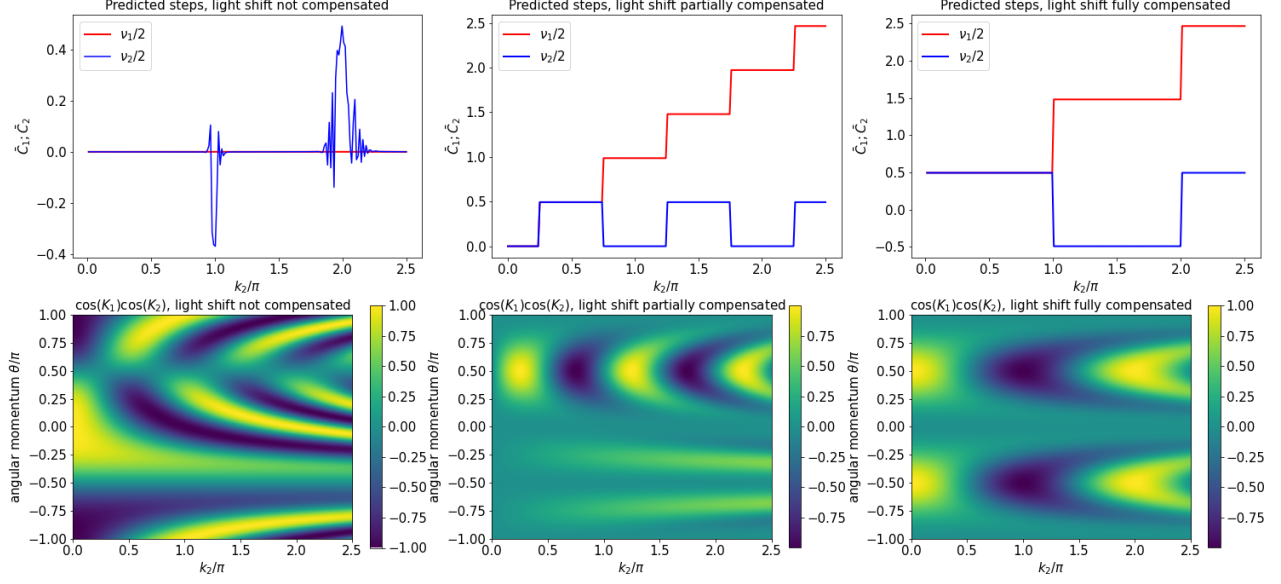 Predicted steps, light shift not compensated
ν₁/2
ν₂/2
0.4
0.2
0.0
−0.2
−0.4
C̄₁; C̄₂
0.0 0.5 1.0 1.5 2.0 2.5
k₂/π
Predicted steps, light shift partially compensated
ν₁/2
ν₂/2
2.5
2.0
1.5
1.0
0.5
0.0
C̄₁; C̄₂
0.0 0.5 1.0 1.5 2.0 2.5
k₂/π
Predicted steps, light shift fully compensated
ν₁/2
ν₂/2
2.5
2.0
1.5
1.0
0.5
0.0
−0.5
C̄₁; C̄₂
0.0 0.5 1.0 1.5 2.0 2.5
k₂/π
cos(K₁)cos(K₂), light shift not compensated
1.00
0.75
0.50
0.25
0.00
−0.25
−0.50
−0.75
−1.00
angular momentum θ/π
0.0 0.5 1.0 1.5 2.0 2.5
k₂/π
1.00
0.75
0.50
0.25
0.00
−0.25
−0.50
−0.75
−1.00
cos(K₁)cos(K₂), light shift partially compensated
1.00
0.75
0.50
0.25
0.00
−0.25
−0.50
−0.75
−1.00
angular momentum θ/π
0.0 0.5 1.0 1.5 2.0 2.5
k₂/π
0.75
0.50
0.25
0.00
−0.25
−0.50
−0.75
cos(K₁)cos(K₂), light shift fully compensated
1.00
0.75
0.50
0.25
0.00
−0.25
−0.50
−0.75
−1.00
angular momentum θ/π
0.0 0.5 1.0 1.5 2.0 2.5
k₂/π
0.75
0.50
0.25
0.00
−0.25
−0.50
−0.75